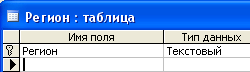 Регион : таблица
Имя поля Тип данных
Регион Текстовый